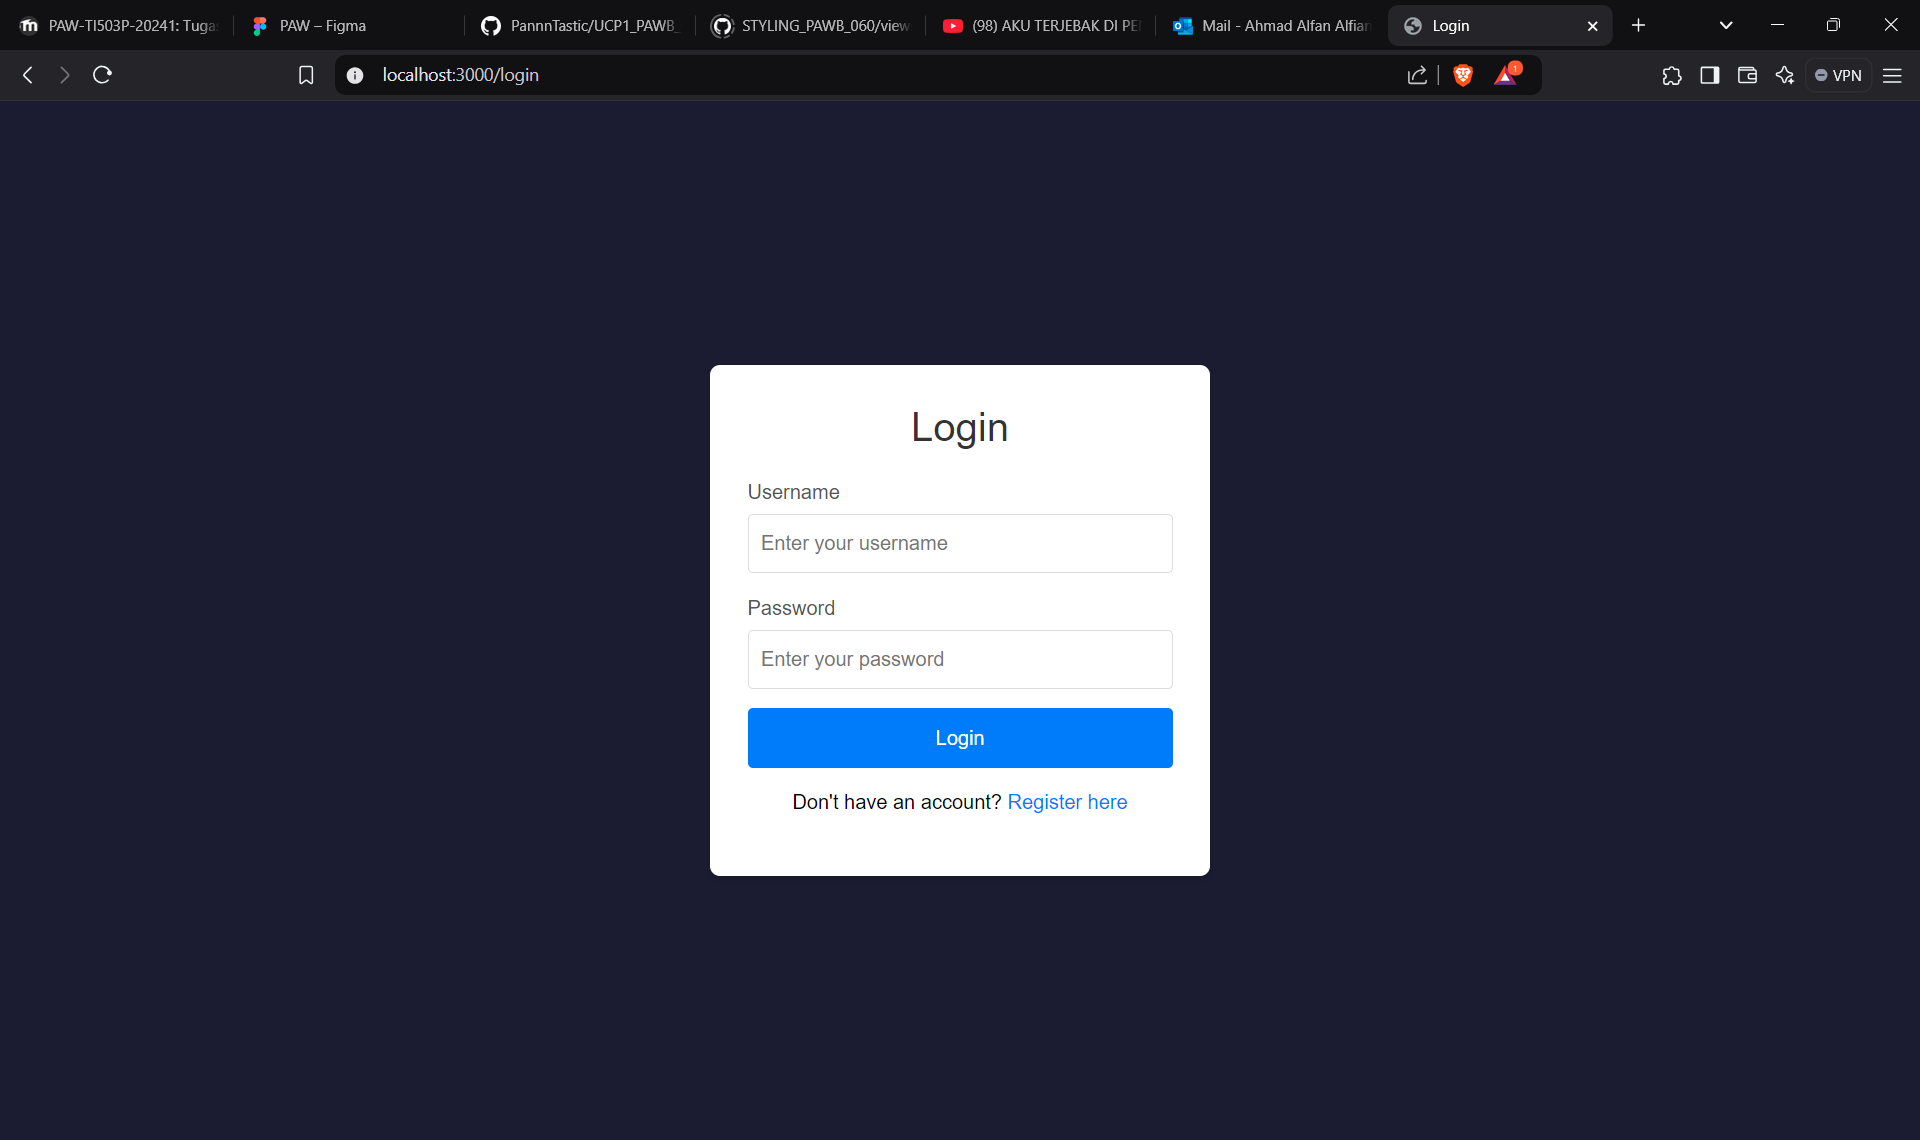 PAW-TI503P-20241: Tuga
PAW – Figma
PannnTastic/UCP1_PAWB_
STYLING_PAWB_060/view
(98) AKU TERJEBAK DI PE
Mail - Ahmad Alfan Alfian
Login
localhost:3000/login
1
VPN
Login
Username
Enter your username
Password
Enter your password
Login
Don't have an account? Register here